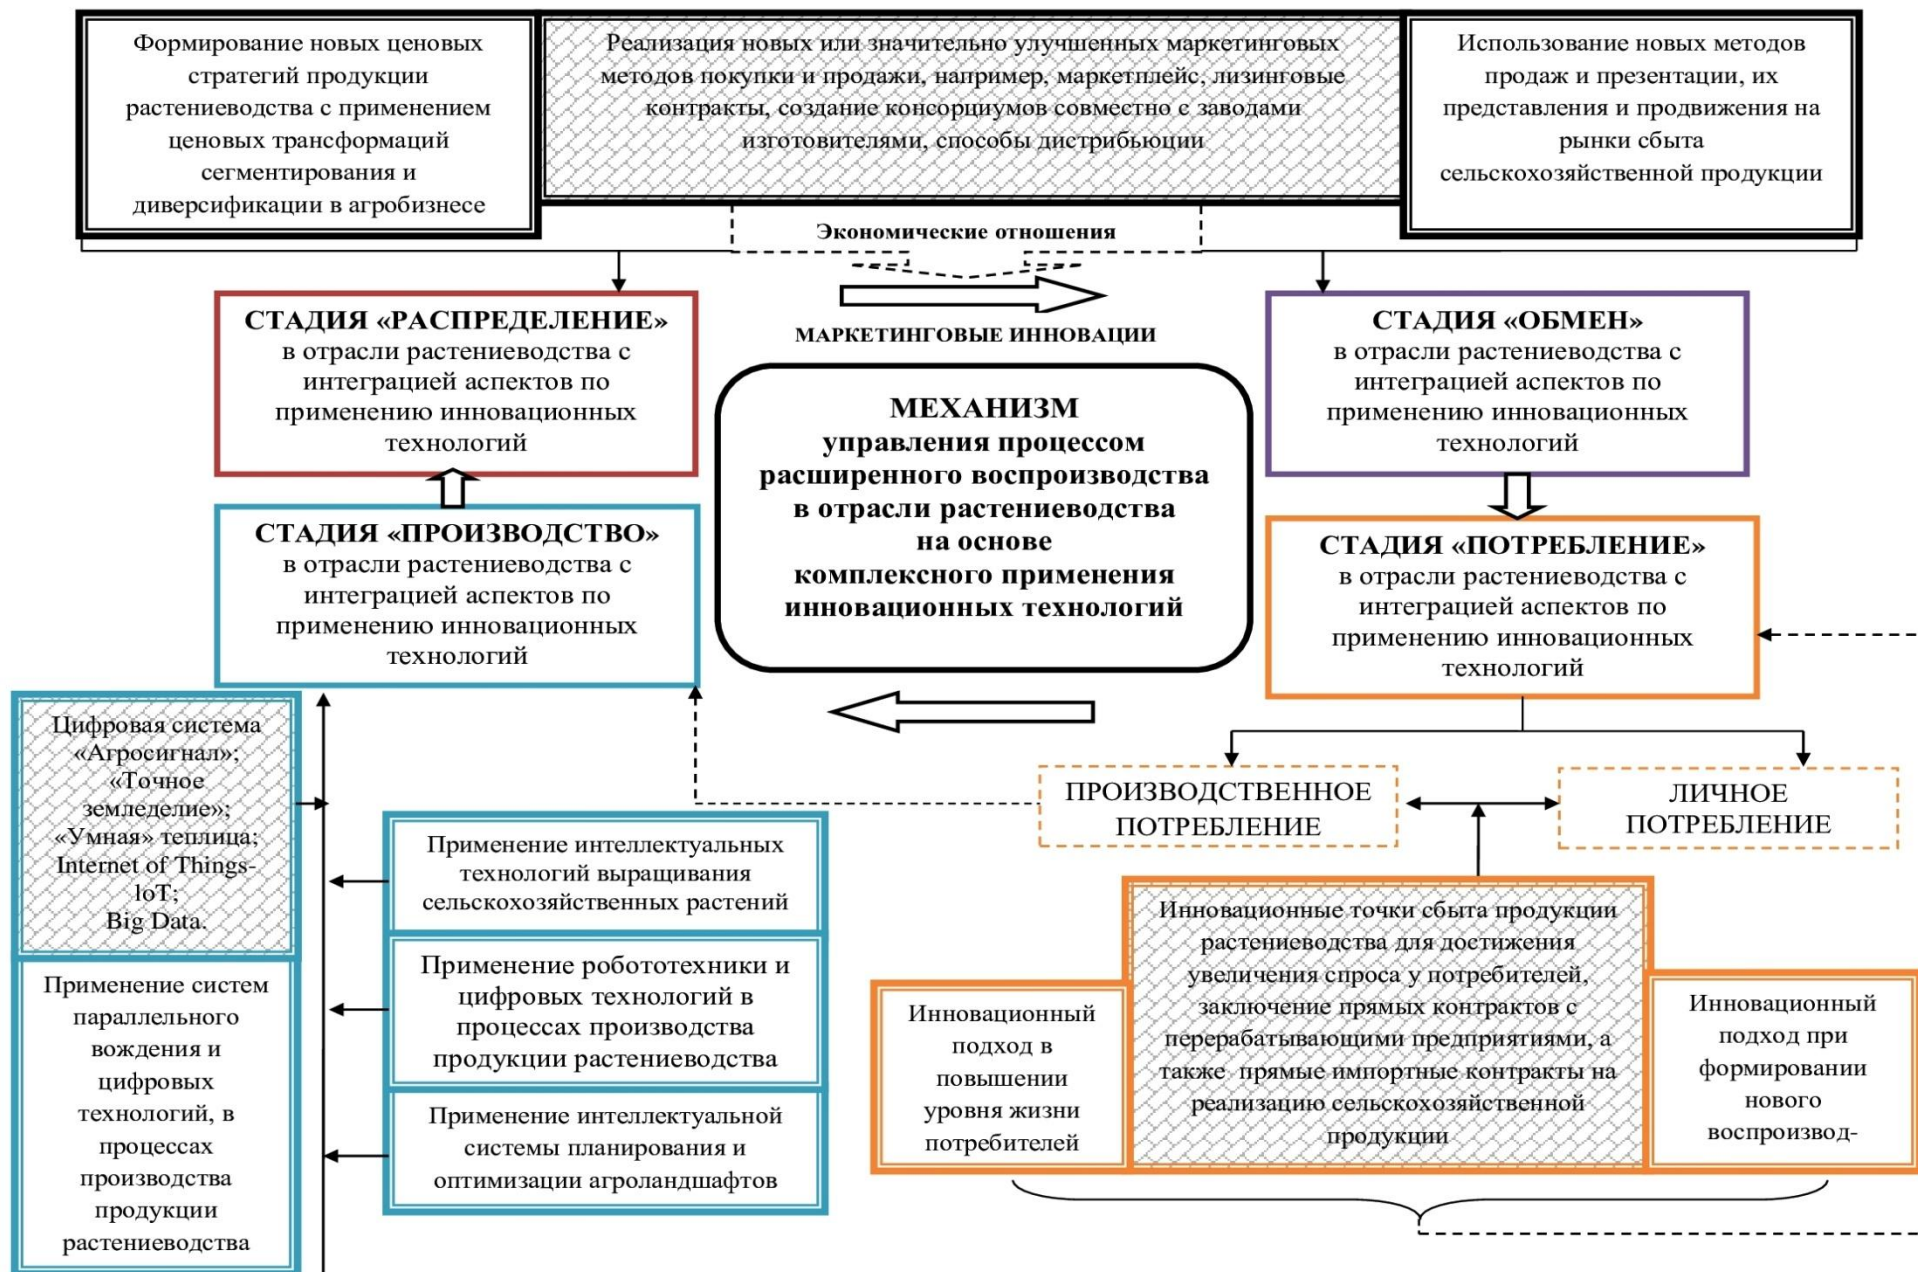 Формирование новых ценовых
стратегий продукции
растениеводства с применением
ценовых трансформаций
сегментирования и
диверсификации в агробизнесе
Реализация новых или значительно улучшенных маркетинговых
методов покупки и продажи, например, маркетплейс, лизинговые
контракты, создание консорциумов совместно с заводами
изготовителями, способы дистрибьюции
Использование новых методов
продаж и презентации, их
представления и продвижения на
рынки сбыта
сельскохозяйственной продукции
Экономические отношения
СТАДИЯ «РАСПРЕДЕЛЕНИЕ»
в отрасли растениеводства с
интеграцией аспектов по
применению инновационных
технологий
МАРКЕТИНГОВЫЕ ИННОВАЦИИ
СТАДИЯ «ОБМЕН»
в отрасли растениеводства с
интеграцией аспектов по
применению инновационных
технологий
МЕХАНИЗМ
управления процессом
расширенного воспроизводства
в отрасли растениеводства
на основе
комплексного применения
инновационных технологий
СТАДИЯ «ПРОИЗВОДСТВО»
в отрасли растениеводства с
интеграцией аспектов по
применению инновационных
технологий
СТАДИЯ «ПОТРЕБЛЕНИЕ»
в отрасли растениеводства с
интеграцией аспектов по
применению инновационных
технологий
Цифровая система
«Агросигнал»;
«Точное
земледелие»;
«Умная» теплица;
Internet of Things-
IoT;
Big Data.
Применение систем
параллельного
вождения и
цифровых
технологий, в
процессах
производства
продукции
растениеводства
Применение интеллектуальных
технологий выращивания
сельскохозяйственных растений
Применение робототехники и
цифровых технологий в
процессах производства
продукции растениеводства
Применение интеллектуальной
системы планирования и
оптимизации агроландшафтов
ПРОИЗВОДСТВЕННОЕ
ПОТРЕБЛЕНИЕ
ЛИЧНОЕ
ПОТРЕБЛЕНИЕ
Инновационный
подход в
повышении
уровня жизни
потребителей
Инновационные точки сбыта продукции
растениеводства для достижения
увеличения спроса у потребителей,
заключение прямых контрактов с
перерабатывающими предприятиями, а
также прямые импортные контракты на
реализацию сельскохозяйственной
продукции
Инновационный
подход при
формировании
нового
воспроизвод-